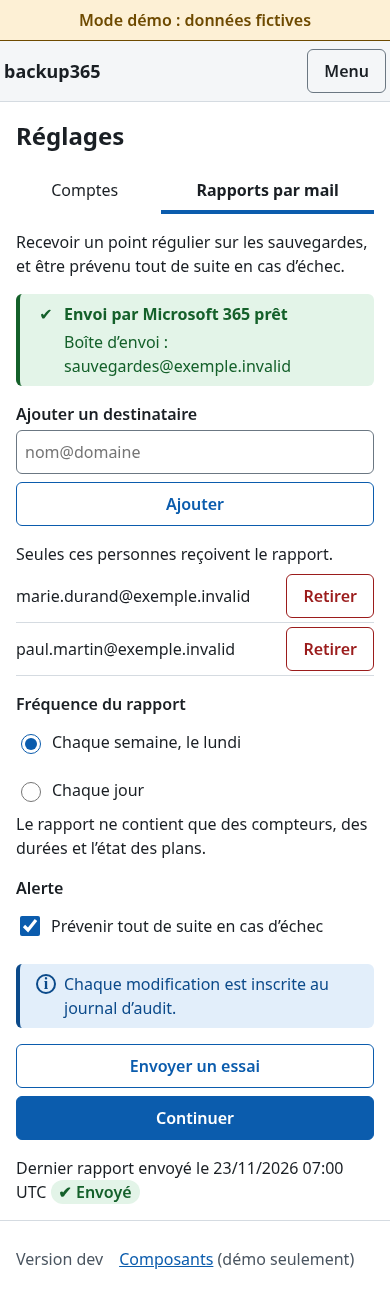 Mode démo : données fictives
backup365
Menu
Réglages
Comptes
Rapports par mail
Recevoir un point régulier sur les sauvegardes,
et être prévenu tout de suite en cas d’échec.
✔ Envoi par Microsoft 365 prêt
Boîte d’envoi :
sauvegardes@exemple.invalid
Ajouter un destinataire
nom@domaine
Ajouter
Seules ces personnes reçoivent le rapport.
marie.durand@exemple.invalid
Retirer
paul.martin@exemple.invalid
Retirer
Fréquence du rapport
Chaque semaine, le lundi
Chaque jour
Le rapport ne contient que des compteurs, des
durées et l’état des plans.
Alerte
Prévenir tout de suite en cas d’échec
Chaque modification est inscrite au
journal d’audit.
Envoyer un essai
Continuer
Dernier rapport envoyé le 23/11/2026 07:00
UTC ✔ Envoyé
Version dev Composants (démo seulement)